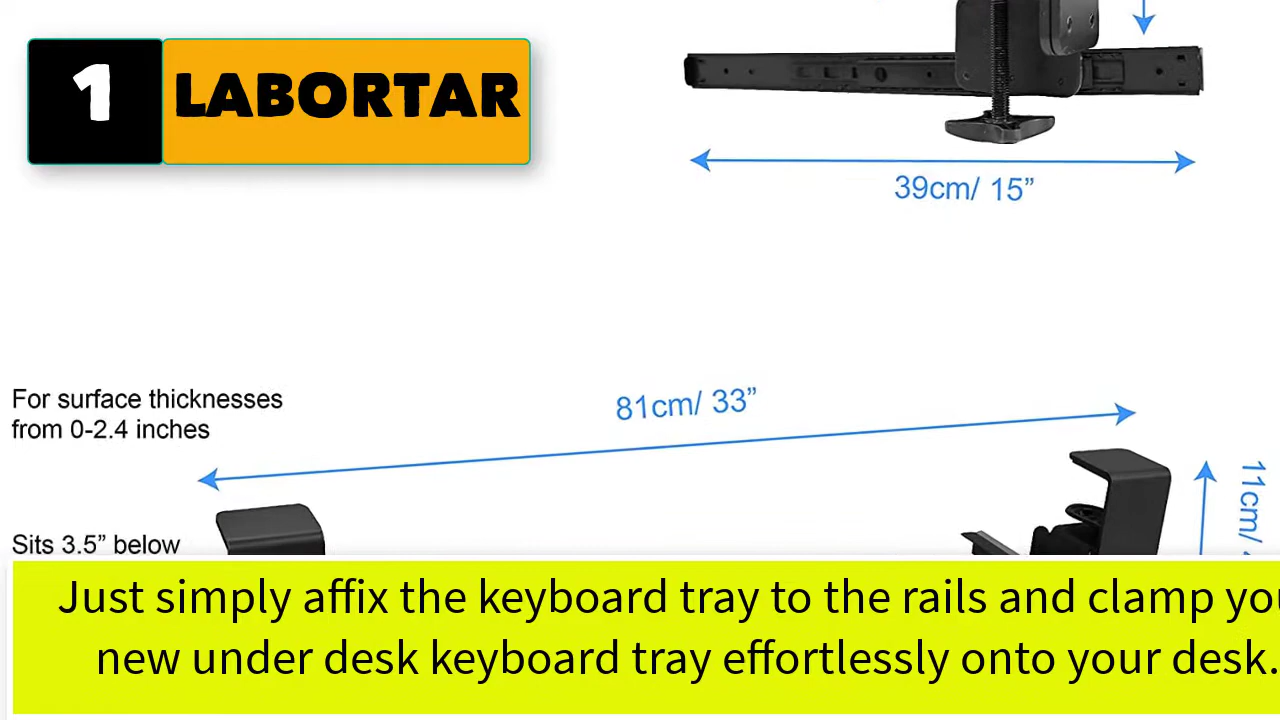 1 LABORTAR
39cm/ 15”
81cm/ 33”
For surface thicknesses
from 0-2.4 inches
11cm/
Sits 3.5” below
Just simply affix the keyboard tray to the rails and clamp
new under desk keyboard tray effortlessly onto your desk.